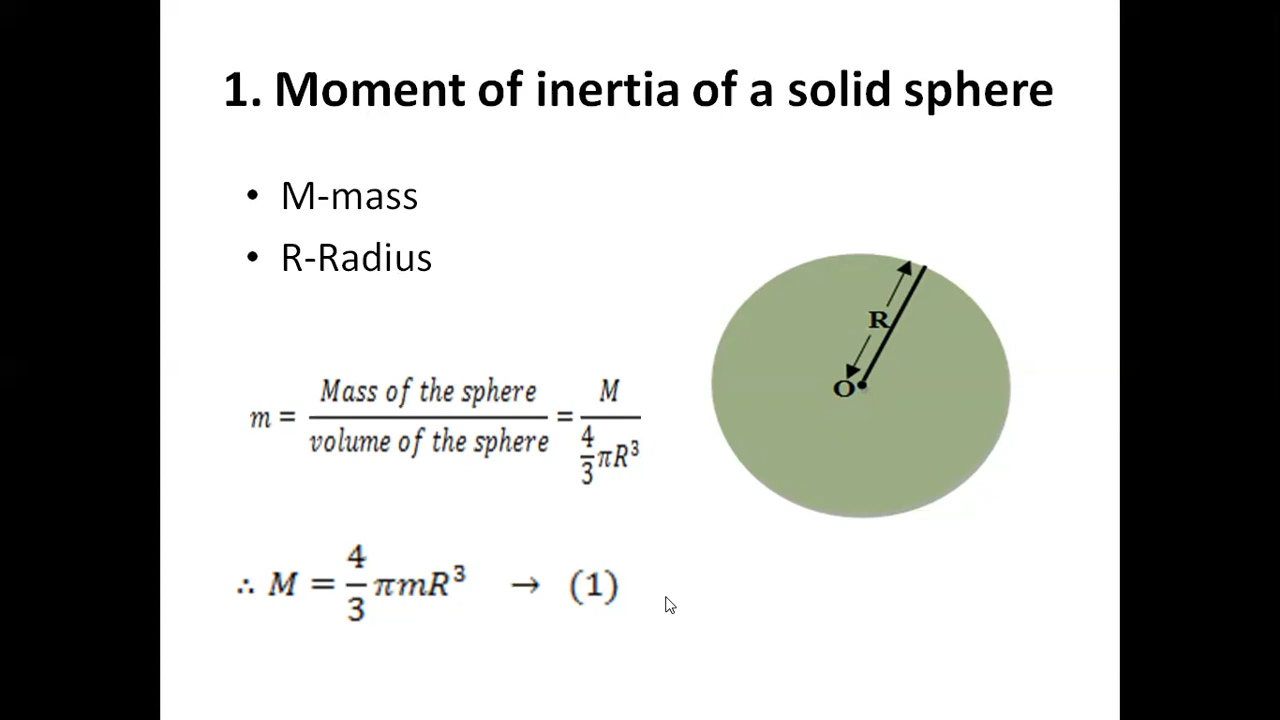 1. Moment of inertia of a solid sphere
• M-mass
• R-Radius
m = Mass of the sphere / volume of the sphere = M / 4/3 πR³
∴ M = 4/3 πmR³ → (1)
R
O